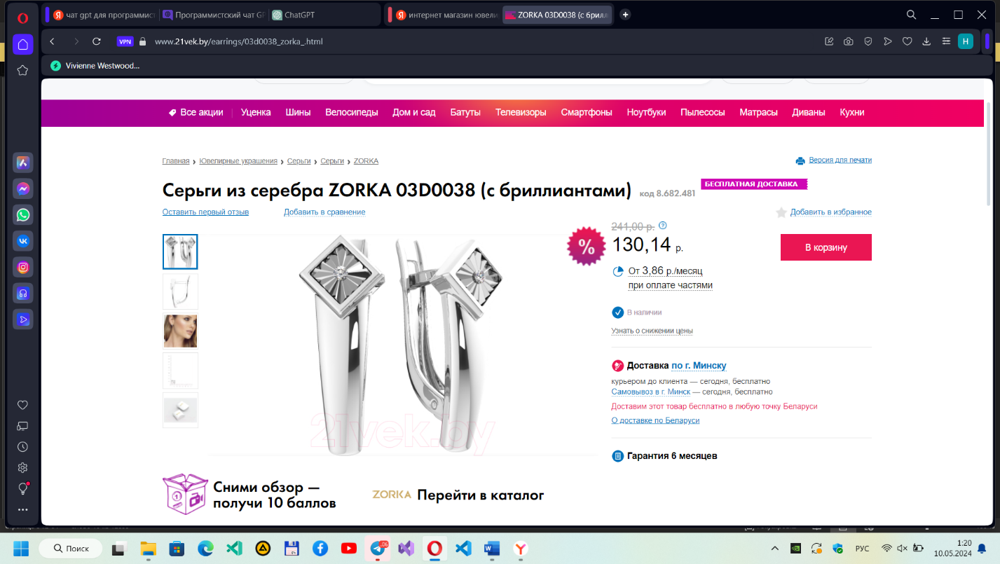 чат gpt для программист
Программистский чат GP
ChatGPT
интернет магазин ювели
ZORKA 03D0038 (с брилл
VPN
www.21vek.by/earrings/03d0038_zorka_.html
H
Vivienne Westwood...
Все акции
Уценка
Шины
Велосипеды
Дом и сад
Батуты
Телевизоры
Смартфоны
Ноутбуки
Пылесосы
Матрасы
Диваны
Кухни
Главная › Ювелирные украшения › Серьги › Серьги › ZORKA
Версия для печати
Серьги из серебра ZORKA 03D0038 (с бриллиантами) код 8.682.481
БЕСПЛАТНАЯ ДОСТАВКА
Оставить первый отзыв
Добавить в сравнение
Добавить в избранное
241,00 р. ?
%
130,14 р.
В корзину
От 3,86 р./месяц
при оплате частями
В наличии
Узнать о снижении цены
Доставка по г. Минску
курьером до клиента — сегодня, бесплатно
Самовывоз в г. Минск — сегодня, бесплатно
Доставим этот товар бесплатно в любую точку Беларуси
О доставке по Беларуси
Гарантия 6 месяцев
21vek.by
Сними обзор —
получи 10 баллов
ZORKA Перейти в каталог
Поиск
РУС
1:20
10.05.2024